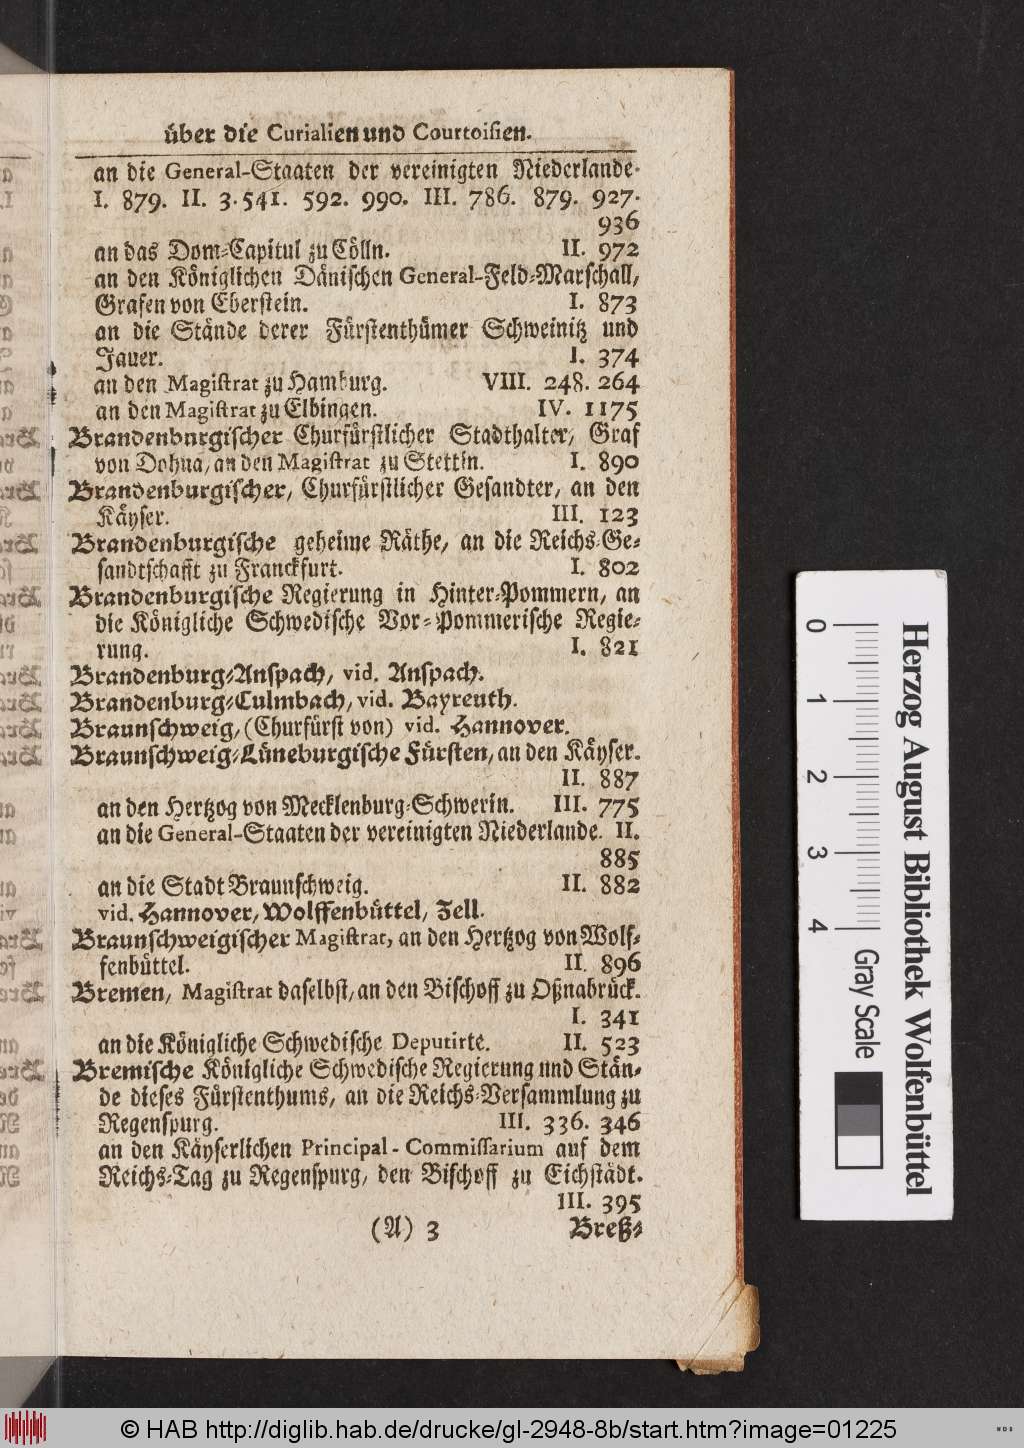 über die Curialien und Courtoisien.
an die General-Staaten der vereinigten Niederlande.
I. 879. II. 3.541. 592. 990. III. 786. 879. 927.
936
an das Dom-Capitul zu Cölln. II. 972
an den Königlichen Dänischen General-Feld-Marschall,
Grafen von Eberstein. I. 873
an die Stände derer Fürstenthümer Schweinitz und
Jauer. I. 374
an den Magistrat zu Hamburg. VIII. 248. 264
an den Magistrat zu Elbingen. IV. 1175
Brandenbnrgischer Churfürstlicher Stadthalter, Graf
von Dohna, an den Magistrat zu Stettin. I. 890
Brandenburgischer, Churfürstlicher Gesandter, an den
Käyser. III. 123
Brandenburgische geheime Räthe, an die Reichs-Ge-
sandtschafft zu Franckfurt. I. 802
Brandenburgische Regierung in Hinter-Pommern, an
die Königliche Schwedische Vor-Pommerische Regie-
rung. I. 821
Brandenburg-Anspach, vid. Anspach.
Brandenburg-Culmbach, vid. Bayreuth.
Braunschweig, (Churfürst von) vid. Hannover.
Braunschweig-Lüneburgische Fürsten, an den Käyser.
II. 887
an den Hertzog von Mecklenburg-Schwerin. III. 775
an die General-Staaten der vereinigten Niederlande. II.
885
an die Stadt Braunschweig. II. 882
vid. Hannover, Wolffenbüttel, Zell.
Braunschweigischer Magistrat, an den Hertzog von Wolf-
fenbüttel. II. 896
Bremen, Magistrat daselbst, an den Bischoff zu Oßnabrück.
I. 341
an die Königliche Schwedische Deputirte. II. 523
Bremische Königliche Schwedische Regierung und Stän-
de dieses Fürstenthums, an die Reichs-Versammlung zu
Regenspurg. III. 336. 346
an den Käyserlichen Principal-Commissarium auf dem
Reichs-Tag zu Regenspurg, den Bischoff zu Eichstädt.
III. 395
(A) 3 Breß-
Herzog August Bibliothek Wolfenbüttel
0 1 2 3 4 Gray Scale
© HAB http://diglib.hab.de/drucke/gl-2948-8b/start.htm?image=01225